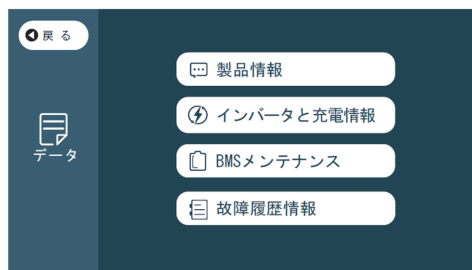 戻る
データ
製品情報
インバータと充電情報
BMSメンテナンス
故障履歴情報